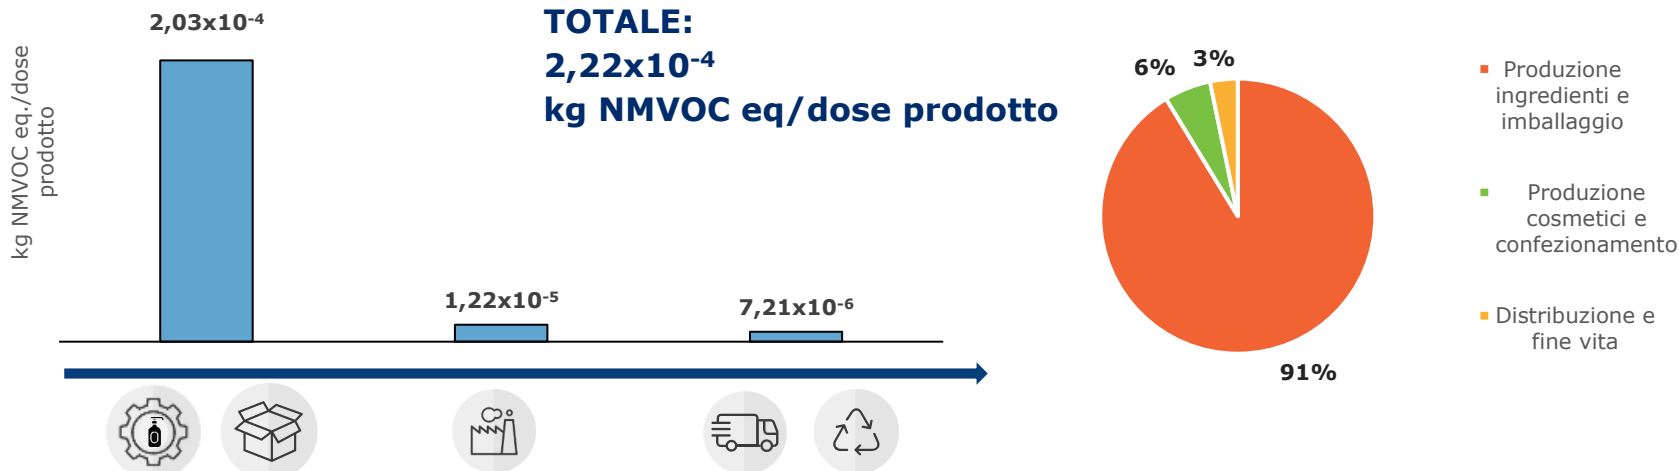 kg NMVOC eq./dose
prodotto
2,03x10⁻⁴
1,22x10⁻⁵
7,21x10⁻⁶
TOTALE:
2,22x10⁻⁴
kg NMVOC eq/dose prodotto
6%
3%
91%
Produzione
ingredienti e
imballaggio
Produzione
cosmetici e
confezionamento
Distribuzione e
fine vita